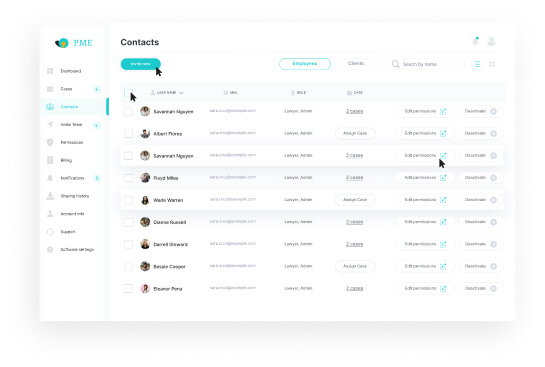 PME
Contacts
Invite new
Employees
Clients
Search by name
Dashboard
Cases
Contacts
Invite Team
Permission
Billing
Notifications
Sharing history
Account info
Support
Software settings
USER NAME
MAIL
ROLE
CASE
Savannah Nguyen sara.cruz@example.com Lawyer, Admin 2 cases Edit permissions Deactivate
Albert Flores sara.cruz@example.com Lawyer, Admin Assign Case Edit permissions Deactivate
Savannah Nguyen sara.cruz@example.com Lawyer, Admin 2 cases Edit permissions Deactivate
Floyd Miles sara.cruz@example.com Lawyer, Admin 2 cases Edit permissions Deactivate
Wade Warren sara.cruz@example.com Lawyer, Admin Assign Case Edit permissions Deactivate
Dianne Russell sara.cruz@example.com Lawyer, Admin 2 cases Edit permissions Deactivate
Darrell Steward sara.cruz@example.com Lawyer, Admin 2 cases Edit permissions Deactivate
Bessie Cooper sara.cruz@example.com Lawyer, Admin Assign Case Edit permissions Deactivate
Eleanor Pena sara.cruz@example.com Lawyer, Admin 2 cases Edit permissions Deactivate